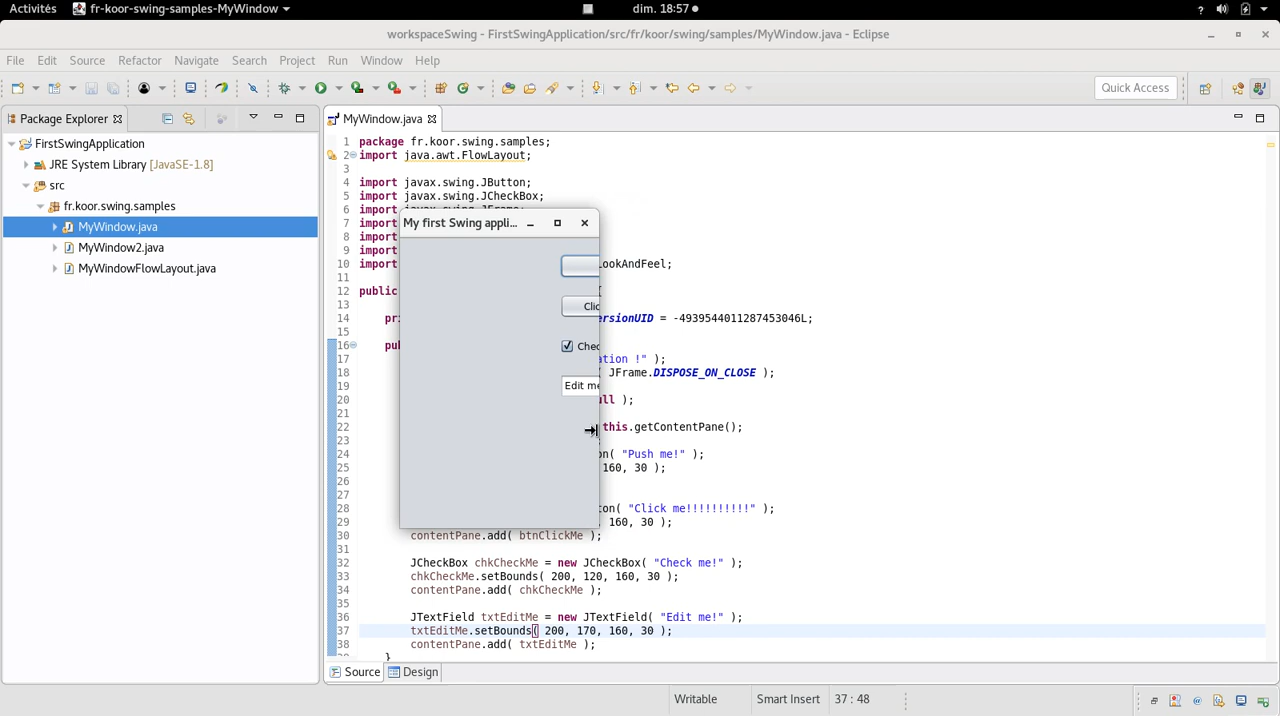 Activités fr-koor-swing-samples-MyWindow dim. 18:57
workspaceSwing - FirstSwingApplication/src/fr/koor/swing/samples/MyWindow.java - Eclipse
File Edit Source Refactor Navigate Search Project Run Window Help
Quick Access
Package Explorer
FirstSwingApplication
JRE System Library [JavaSE-1.8]
src
fr.koor.swing.samples
MyWindow.java
MyWindow2.java
MyWindowFlowLayout.java
MyWindow.java
1 package fr.koor.swing.samples;
2 import java.awt.FlowLayout;
3
4 import javax.swing.JButton;
5 import javax.swing.JCheckBox;
6 import javax.swing.JFrame;
7 import
8 import
9 import
10 import ookAndFeel;
11
12 public {
13
14 pri ersionUID = -4939544011287453046L;
15
16 pub
17 ation !" );
18 ( JFrame.DISPOSE_ON_CLOSE );
19
20 ull );
21
22 this.getContentPane();
23
24 on( "Push me!" );
25 160, 30 );
26
27
28 ton( "Click me!!!!!!!!!!" );
29 160, 30 );
30 contentPane.add( btnClickMe );
31
32 JCheckBox chkCheckMe = new JCheckBox( "Check me!" );
33 chkCheckMe.setBounds( 200, 120, 160, 30 );
34 contentPane.add( chkCheckMe );
35
36 JTextField txtEditMe = new JTextField( "Edit me!" );
37 txtEditMe.setBounds( 200, 170, 160, 30 );
38 contentPane.add( txtEditMe );
}
My first Swing appli...
Clic
Chec
Edit me
Source Design
Writable Smart Insert 37 : 48